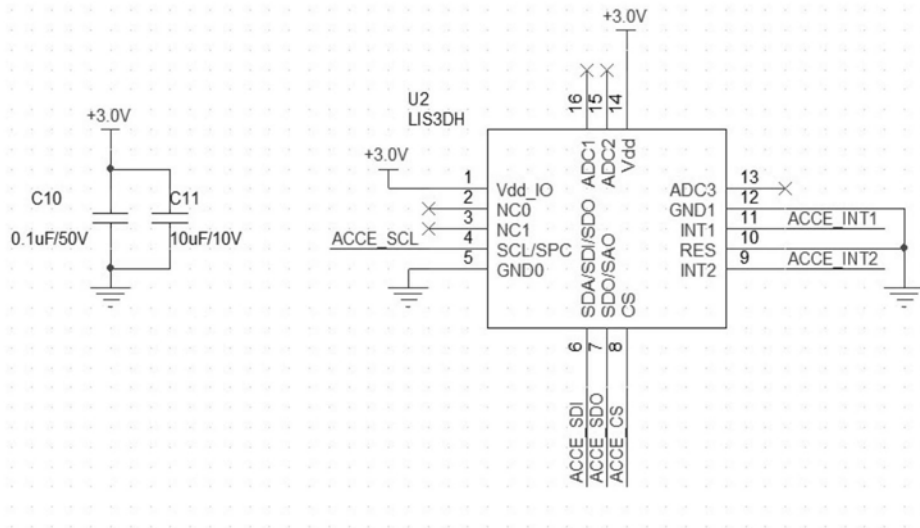 +3.0V
C10
C11
0.1uF/50V
10uF/10V
U2
LIS3DH
+3.0V
+3.0V
16
15
14
ADC1
ADC2
Vdd
1
Vdd_IO
2
NC0
3
NC1
4
ACCE_SCL
SCL/SPC
5
GND0
13
ADC3
12
GND1
11
INT1
ACCE_INT1
10
RES
9
INT2
ACCE_INT2
SDA/SDI/SDO
SDO/SAO
CS
6
7
8
ACCE_SDI
ACCE_SDO
ACCE_CS